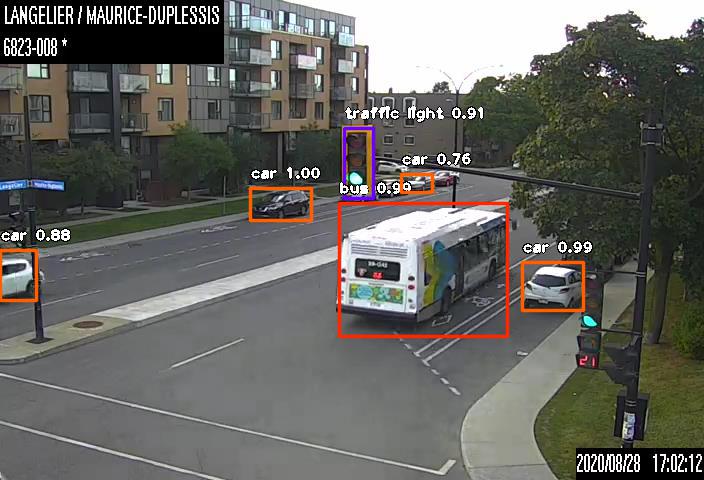 LANGELIER / MAURICE-DUPLESSIS
6823-008 *
traffic light 0.91
car 0.76
car 1.00
bus 0.99
car 0.88
car 0.99
Langelier
21
2020/08/28 17:02:12